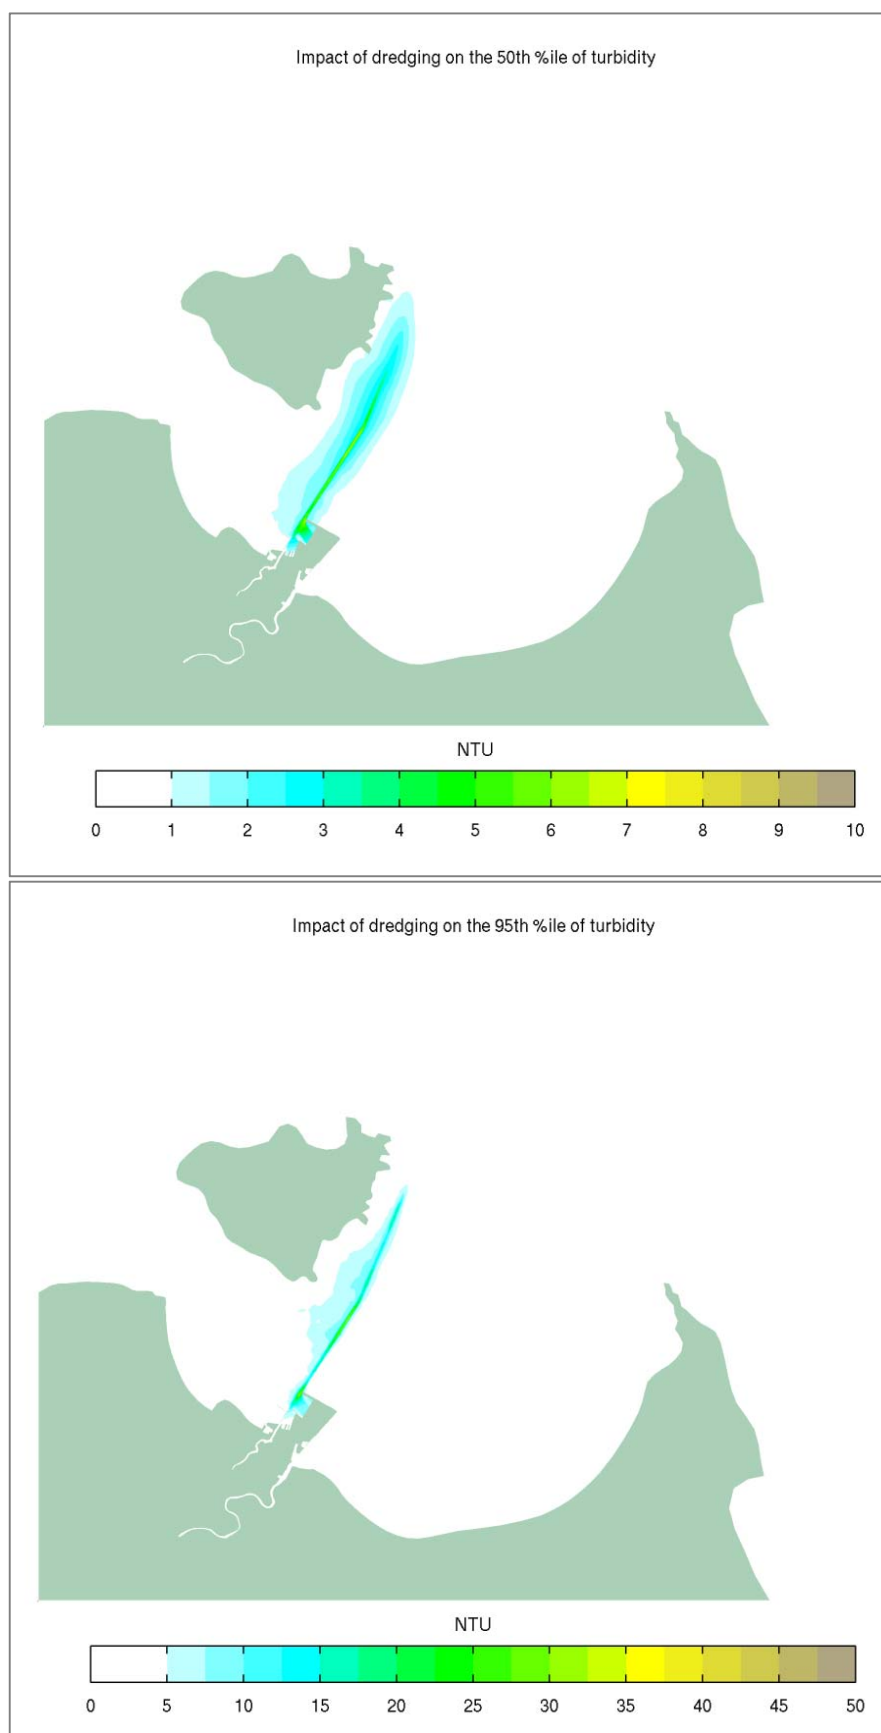 Impact of dredging on the 50th %ile of turbidity
NTU
0 1 2 3 4 5 6 7 8 9 10
Impact of dredging on the 95th %ile of turbidity
NTU
0 5 10 15 20 25 30 35 40 45 50